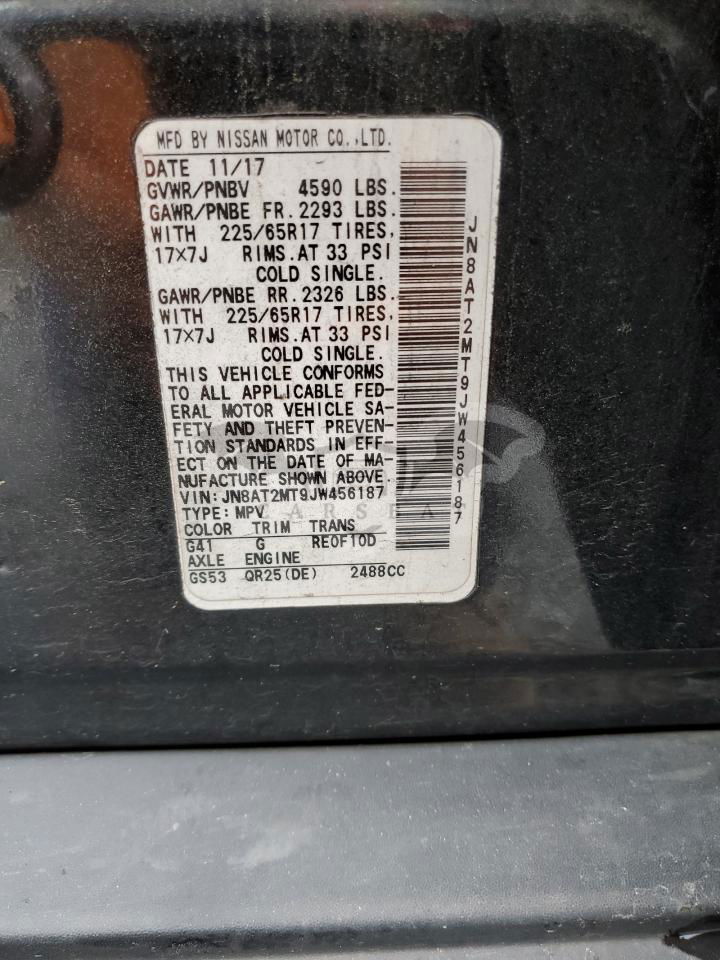 MFD BY NISSAN MOTOR CO.,LTD.
DATE 11/17
GVWR/PNBV 4590 LBS.
GAWR/PNBE FR. 2293 LBS.
WITH 225/65R17 TIRES,
17×7J RIMS.AT 33 PSI
COLD SINGLE.
GAWR/PNBE RR. 2326 LBS.
WITH 225/65R17 TIRES,
17×7J RIMS.AT 33 PSI
COLD SINGLE.
THIS VEHICLE CONFORMS
TO ALL APPLICABLE FED-
ERAL MOTOR VEHICLE SA-
FETY AND THEFT PREVEN-
TION STANDARDS IN EFF-
ECT ON THE DATE OF MA-
NUFACTURE SHOWN ABOVE.
VIN:JN8AT2MT9JW456187
TYPE:MPV
COLOR TRIM TRANS
G41 G RE0F10D
AXLE ENGINE
GS53 QR25(DE) 2488CC
JN8AT2MT9JW456187